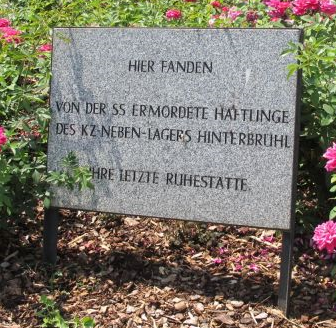 HIER FANDEN
VON DER SS ERMORDETE HÄFTLINGE
DES KZ-NEBEN-LAGERS HINTERBRÜHL
IHRE LETZTE RUHESTÄTTE.